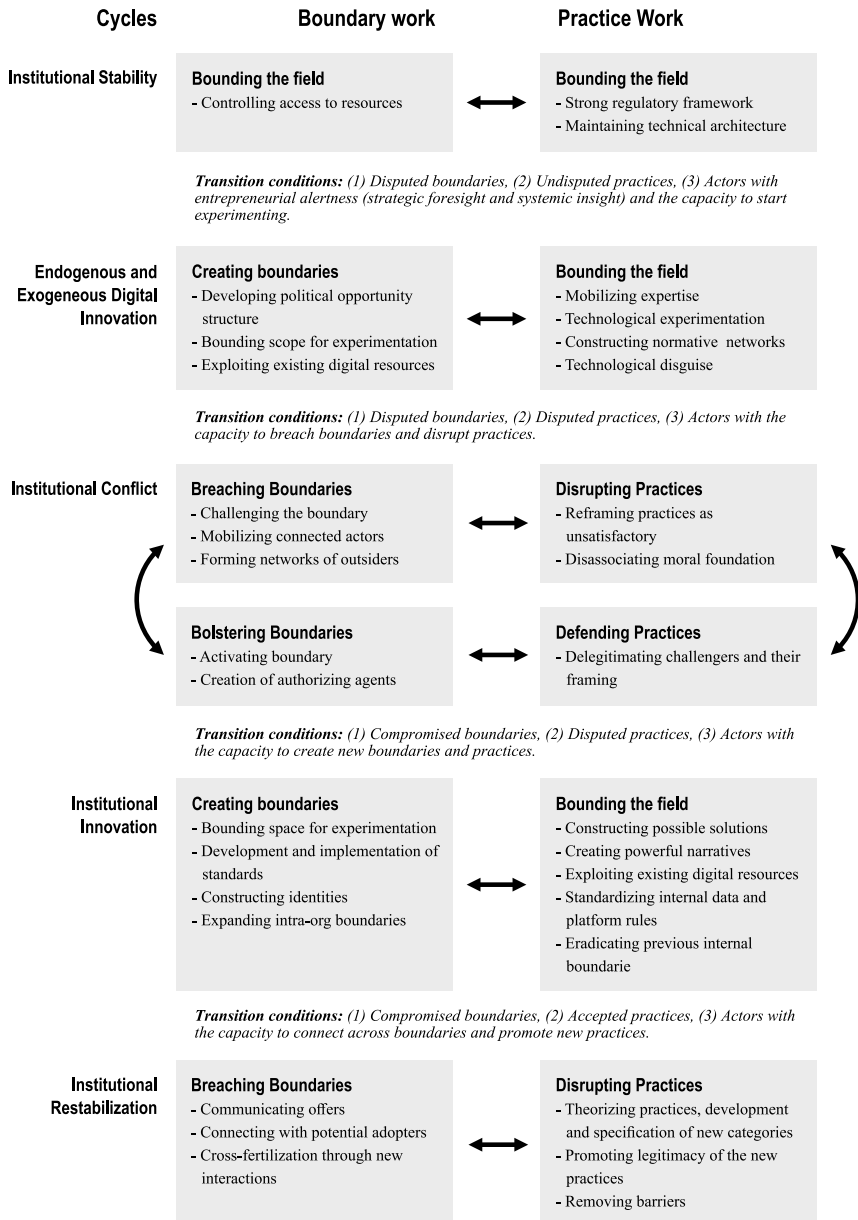 Cycles
Boundary work
Practice Work
Institutional Stability
Bounding the field
- Controlling access to resources
Bounding the field
- Strong regulatory framework
- Maintaining technical architecture
Transition conditions: (1) Disputed boundaries, (2) Undisputed practices, (3) Actors with
entrepreneurial alertness (strategic foresight and systemic insight) and the capacity to start
experimenting.
Endogenous and
Exogeneous Digital
Innovation
Creating boundaries
- Developing political opportunity
structure
- Bounding scope for experimentation
- Exploiting existing digital resources
Bounding the field
- Mobilizing expertise
- Technological experimentation
- Constructing normative networks
- Technological disguise
Transition conditions: (1) Disputed boundaries, (2) Disputed practices, (3) Actors with the
capacity to breach boundaries and disrupt practices.
Institutional Conflict
Breaching Boundaries
- Challenging the boundary
- Mobilizing connected actors
- Forming networks of outsiders
Disrupting Practices
- Reframing practices as
unsatisfactory
- Disassociating moral foundation
Bolstering Boundaries
- Activating boundary
- Creation of authorizing agents
Defending Practices
- Delegitimating challengers and their
framing
Transition conditions: (1) Compromised boundaries, (2) Disputed practices, (3) Actors with
the capacity to create new boundaries and practices.
Institutional
Innovation
Creating boundaries
- Bounding space for experimentation
- Development and implementation of
standards
- Constructing identities
- Expanding intra-org boundaries
Bounding the field
- Constructing possible solutions
- Creating powerful narratives
- Exploiting existing digital resources
- Standardizing internal data and
platform rules
- Eradicating previous internal
boundarie
Transition conditions: (1) Compromised boundaries, (2) Accepted practices, (3) Actors with
the capacity to connect across boundaries and promote new practices.
Institutional
Restabilization
Breaching Boundaries
- Communicating offers
- Connecting with potential adopters
- Cross-fertilization through new
interactions
Disrupting Practices
- Theorizing practices, development
and specification of new categories
- Promoting legitimacy of the new
practices
- Removing barriers